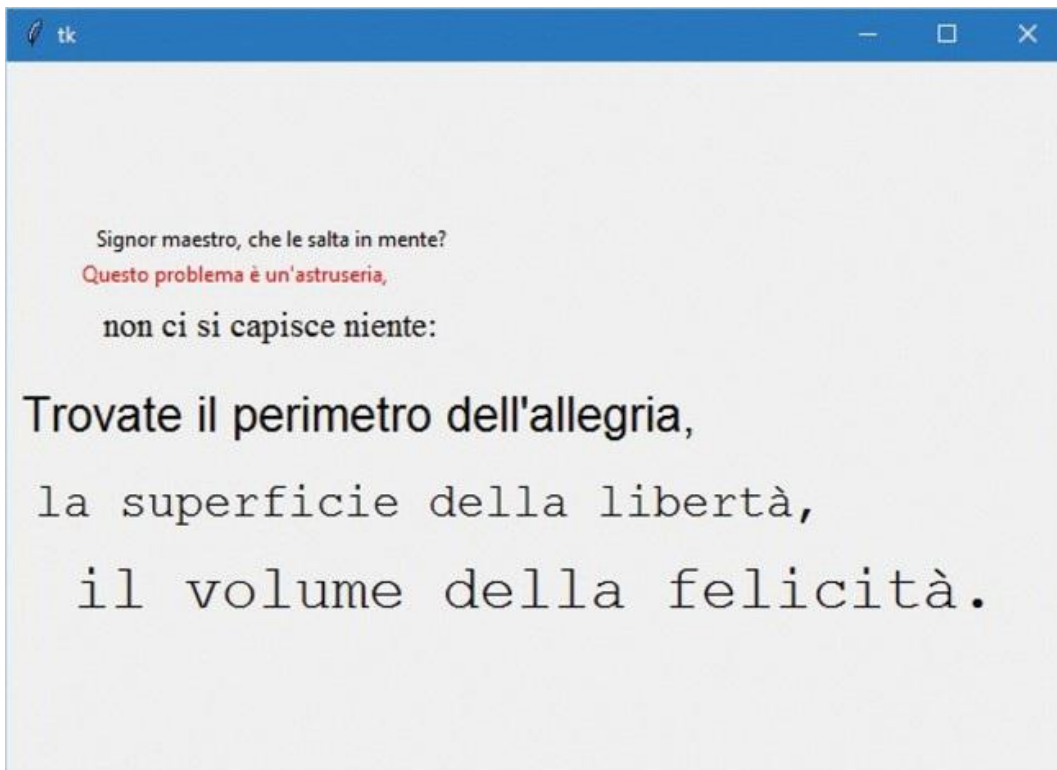 tk
Signor maestro, che le salta in mente?
Questo problema è un'astruseria,
non ci si capisce niente:
Trovate il perimetro dell'allegria,
la superficie della libertà,
il volume della felicità.